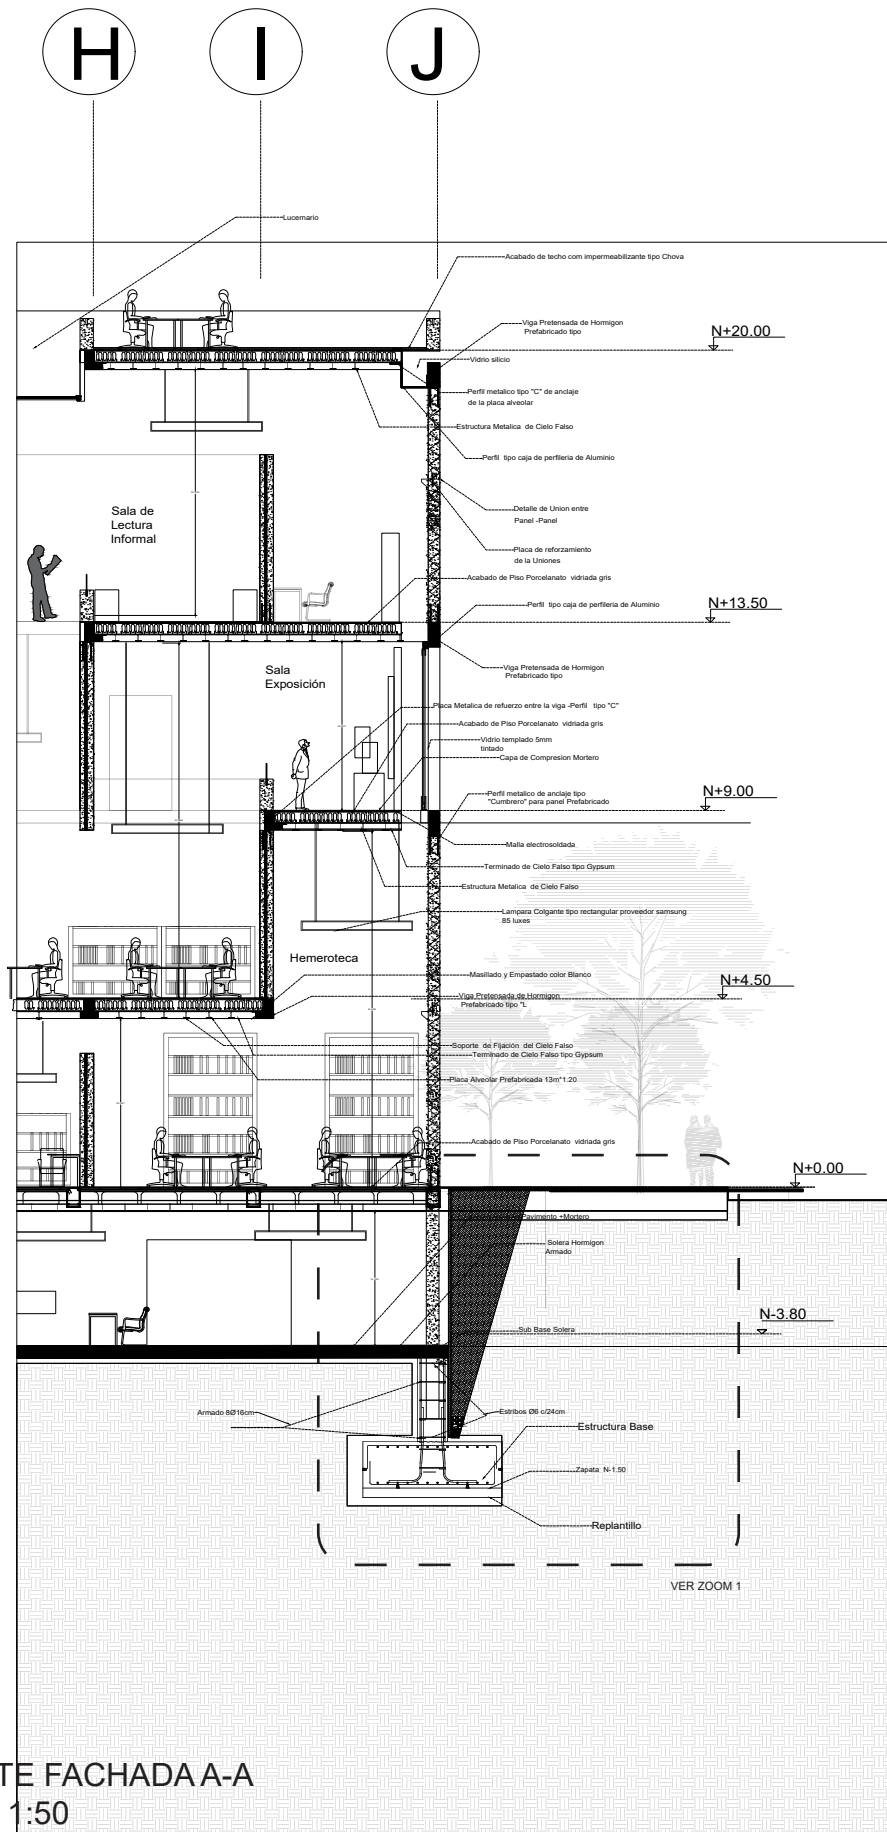 H
I
J
Lucernario
Acabado de techo com impermeabilizante tipo Chova
Viga Pretensada de Hormigon
Prefabricado tipo
N+20.00
Vidrio silicio
Perfil metalico tipo "C" de anclaje
de la placa alveolar
Estructura Metalica de Cielo Falso
Perfil tipo caja de perfileria de Aluminio
Sala de
Lectura
Informal
Detalle de Union entre
Panel -Panel
Placa de reforzamiento
de la Uniones
Acabado de Piso Porcelanato vidriada gris
Perfil tipo caja de perfileria de Aluminio
N+13.50
Sala
Exposición
Viga Pretensada de Hormigon
Prefabricado tipo
Placa Metalica de refuerzo entre la viga -Perfil tipo "C"
Acabado de Piso Porcelanato vidriada gris
Vidrio templado 5mm
tintado
Capa de Compresion Mortero
Perfil metalico de anclaje tipo
"Cumbrero" para panel Prefabricado
N+9.00
Malla electrosoldada
Terminado de Cielo Falso tipo Gypsum
Estructura Metalica de Cielo Falso
Lampara Colgante tipo rectangular proveedor samsung
85 luxes
Hemeroteca
Masillado y Empastado color Blanco
N+4.50
Viga Pretensada de Hormigon
Prefabricado tipo "L
Soporte de Fijación del Cielo Falso
Terminado de Cielo Falso tipo Gypsum
Placa Alveolar Prefabricada 13m*1.20
Acabado de Piso Porcelanato vidriada gris
N+0.00
Pavimento +Mortero
Solera Hormigon
Armado
N-3.80
Sub Base Solera
Armado 8Ø16cm
Estribos Ø6 c/24cm
Estructura Base
Zapata N-1.50
Replantillo
VER ZOOM 1
TE FACHADA A-A
1:50